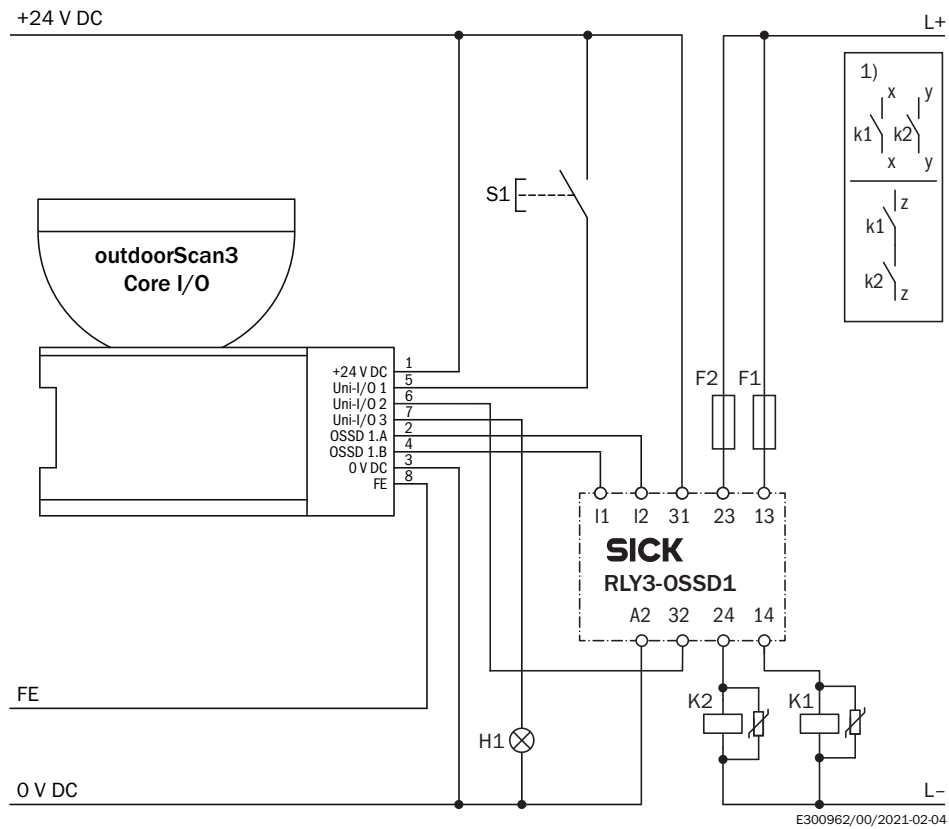 +24 V DC
L+
1)
x
y
k1
k2
x
y
z
k1
k2
z
S1
outdoorScan3
Core I/O
+24 V DC
1
Uni-I/O 1
5
Uni-I/O 2
6
Uni-I/O 3
7
OSSD 1.A
2
OSSD 1.B
4
0 V DC
3
FE
8
F2
F1
I1
I2
31
23
13
SICK
RLY3-OSSD1
A2
32
24
14
FE
K2
K1
H1
0 V DC
L–
E300962/00/2021-02-04